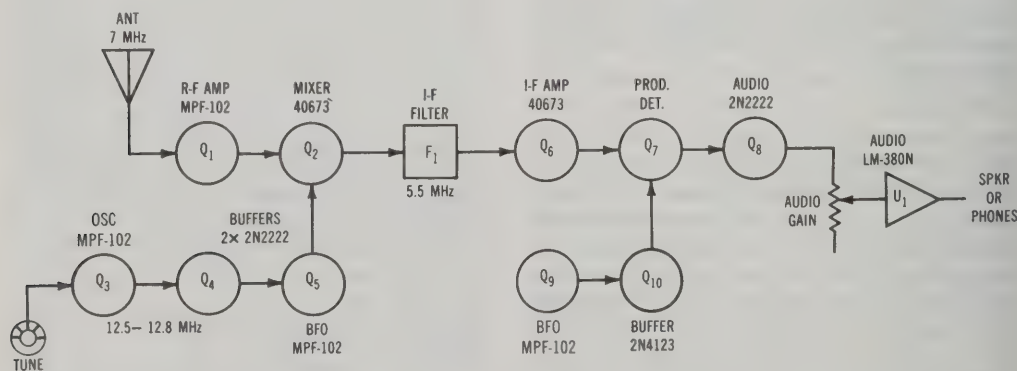 ANT
7 MHz
R-F AMP
MPF-102
MIXER
40673
I-F
FILTER
I-F AMP
40673
PROD.
DET.
AUDIO
2N2222
AUDIO
LM-380N
Q1
Q2
F1
Q6
Q7
Q8
U1
5.5 MHz
AUDIO
GAIN
SPKR
OR
PHONES
OSC
MPF-102
BUFFERS
2× 2N2222
Q3
Q4
Q5
Q9
Q10
12.5– 12.8 MHz
BFO
MPF-102
BFO
MPF-102
BUFFER
2N4123
TUNE